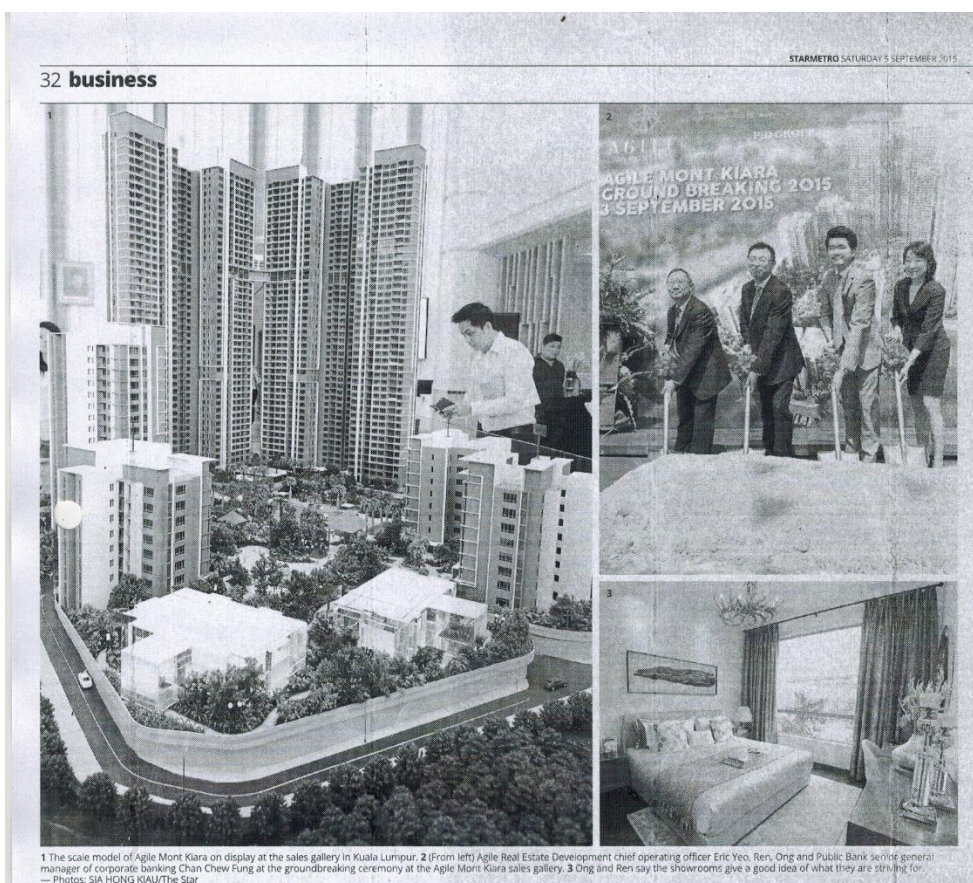 STARMETRO SATURDAY 5 SEPTEMBER 2015
32 business
1
2
PJD GROUP
AGILE
AGILE MONT KIARA
GROUND BREAKING 2015
3 SEPTEMBER 2015
3
1 The scale model of Agile Mont Kiara on display at the sales gallery in Kuala Lumpur. 2 (From left) Agile Real Estate Development chief operating officer Eric Yeo, Ren, Ong and Public Bank senior general
manager of corporate banking Chan Chew Fung at the groundbreaking ceremony at the Agile Mont Kiara sales gallery. 3 Ong and Ren say the showrooms give a good idea of what they are striving for.
— Photos: SIA HONG KIAU/The Star